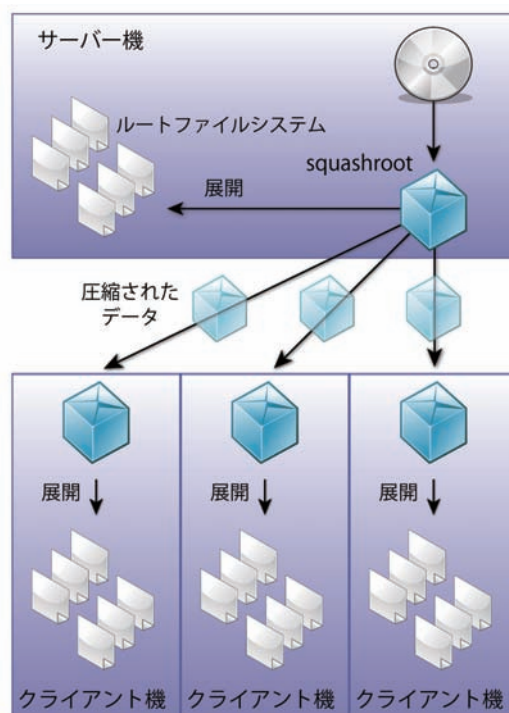 サーバー機
ルートファイルシステム
squashroot
展開
圧縮された
データ
展開
展開
展開
クライアント機
クライアント機
クライアント機